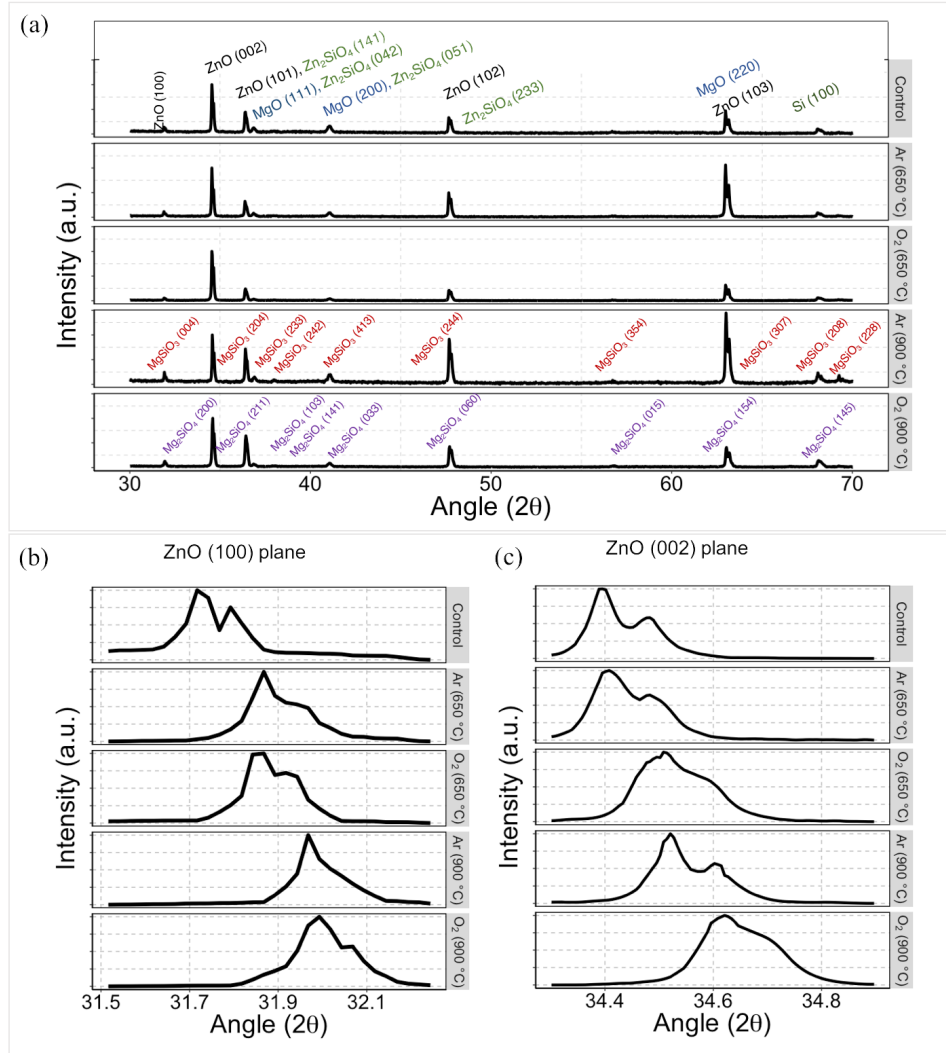 (a)
ZnO (100)
ZnO (002)
ZnO (101), Zn₂SiO₄ (141)
MgO (111), Zn₂SiO₄ (042)
MgO (200), Zn₂SiO₄ (051)
ZnO (102)
Zn₂SiO₄ (233)
MgO (220)
ZnO (103)
Si (100)
Control
Ar (650 °C)
O₂ (650 °C)
MgSiO₃ (004)
MgSiO₃ (204)
MgSiO₃ (233)
MgSiO₃ (242)
MgSiO₃ (413)
MgSiO₃ (244)
MgSiO₃ (354)
MgSiO₃ (307)
MgSiO₃ (208)
MgSiO₃ (228)
Ar (900 °C)
Mg₂SiO₄ (200)
Mg₂SiO₄ (211)
Mg₂SiO₄ (103)
Mg₂SiO₄ (141)
Mg₂SiO₄ (033)
Mg₂SiO₄ (060)
Mg₂SiO₄ (015)
Mg₂SiO₄ (154)
Mg₂SiO₄ (145)
O₂ (900 °C)
Intensity (a.u.)
30 40 50 60 70
Angle (2θ)
(b)
ZnO (100) plane
Control
Ar (650 °C)
O₂ (650 °C)
Ar (900 °C)
O₂ (900 °C)
Intensity (a.u.)
31.5 31.7 31.9 32.1
Angle (2θ)
(c)
ZnO (002) plane
Control
Ar (650 °C)
O₂ (650 °C)
Ar (900 °C)
O₂ (900 °C)
Intensity (a.u.)
34.4 34.6 34.8
Angle (2θ)